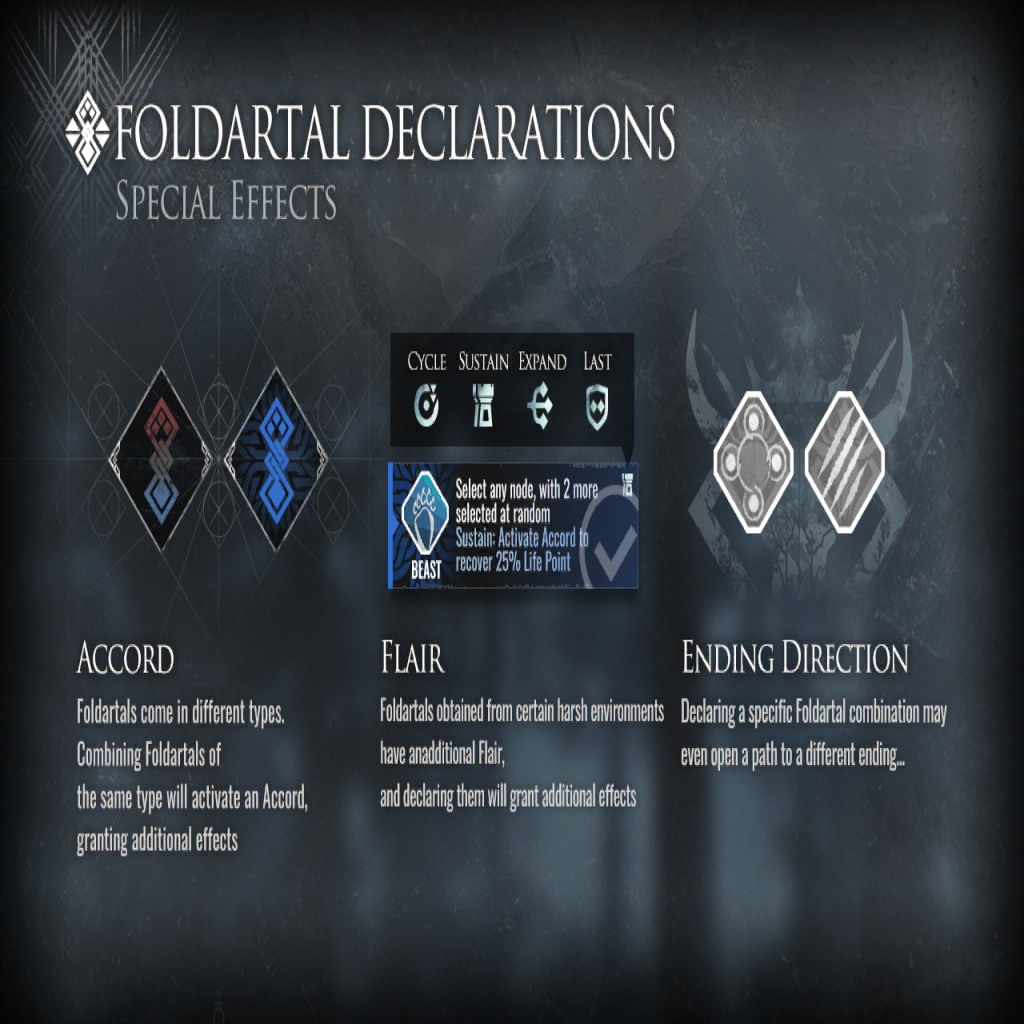 FOLDARTAL DECLARATIONS
SPECIAL EFFECTS
CYCLE SUSTAIN EXPAND LAST
Select any node, with 2 more
selected at random
Sustain: Activate Accord to
recover 25% Life Point
BEAST
ACCORD
Foldartals come in different types.
Combining Foldartals of
the same type will activate an Accord,
granting additional effects
FLAIR
Foldartals obtained from certain harsh environments
have anadditional Flair,
and declaring them will grant additional effects
ENDING DIRECTION
Declaring a specific Foldartal combination may
even open a path to a different ending...